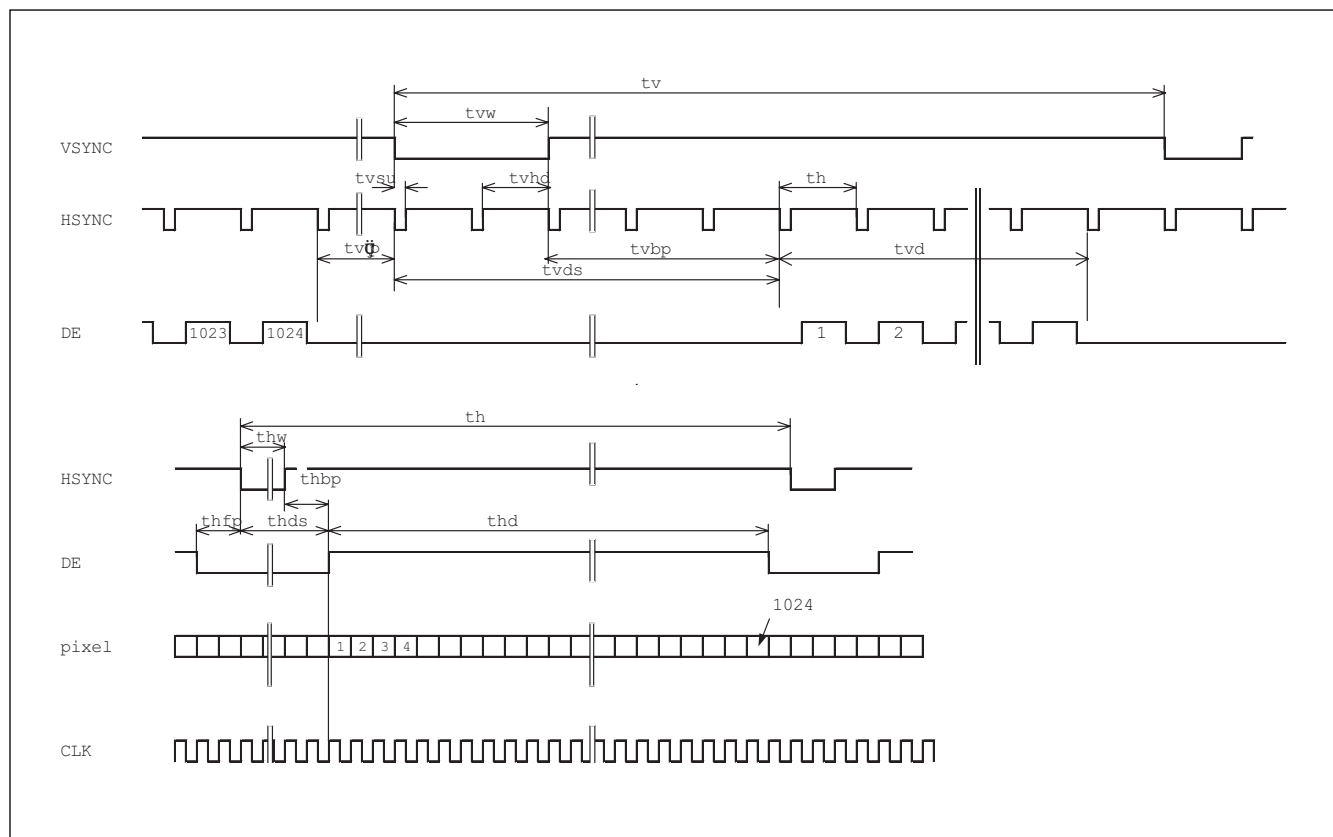 tv
tvw
VSYNC
tvsu
tvhd
th
HSYNC
tvbp
tvd
tvds
DE
1023
1024
1
2
th
thw
HSYNC
thbp
thfp
thds
thd
DE
1024
pixel
1
2
3
4
CLK